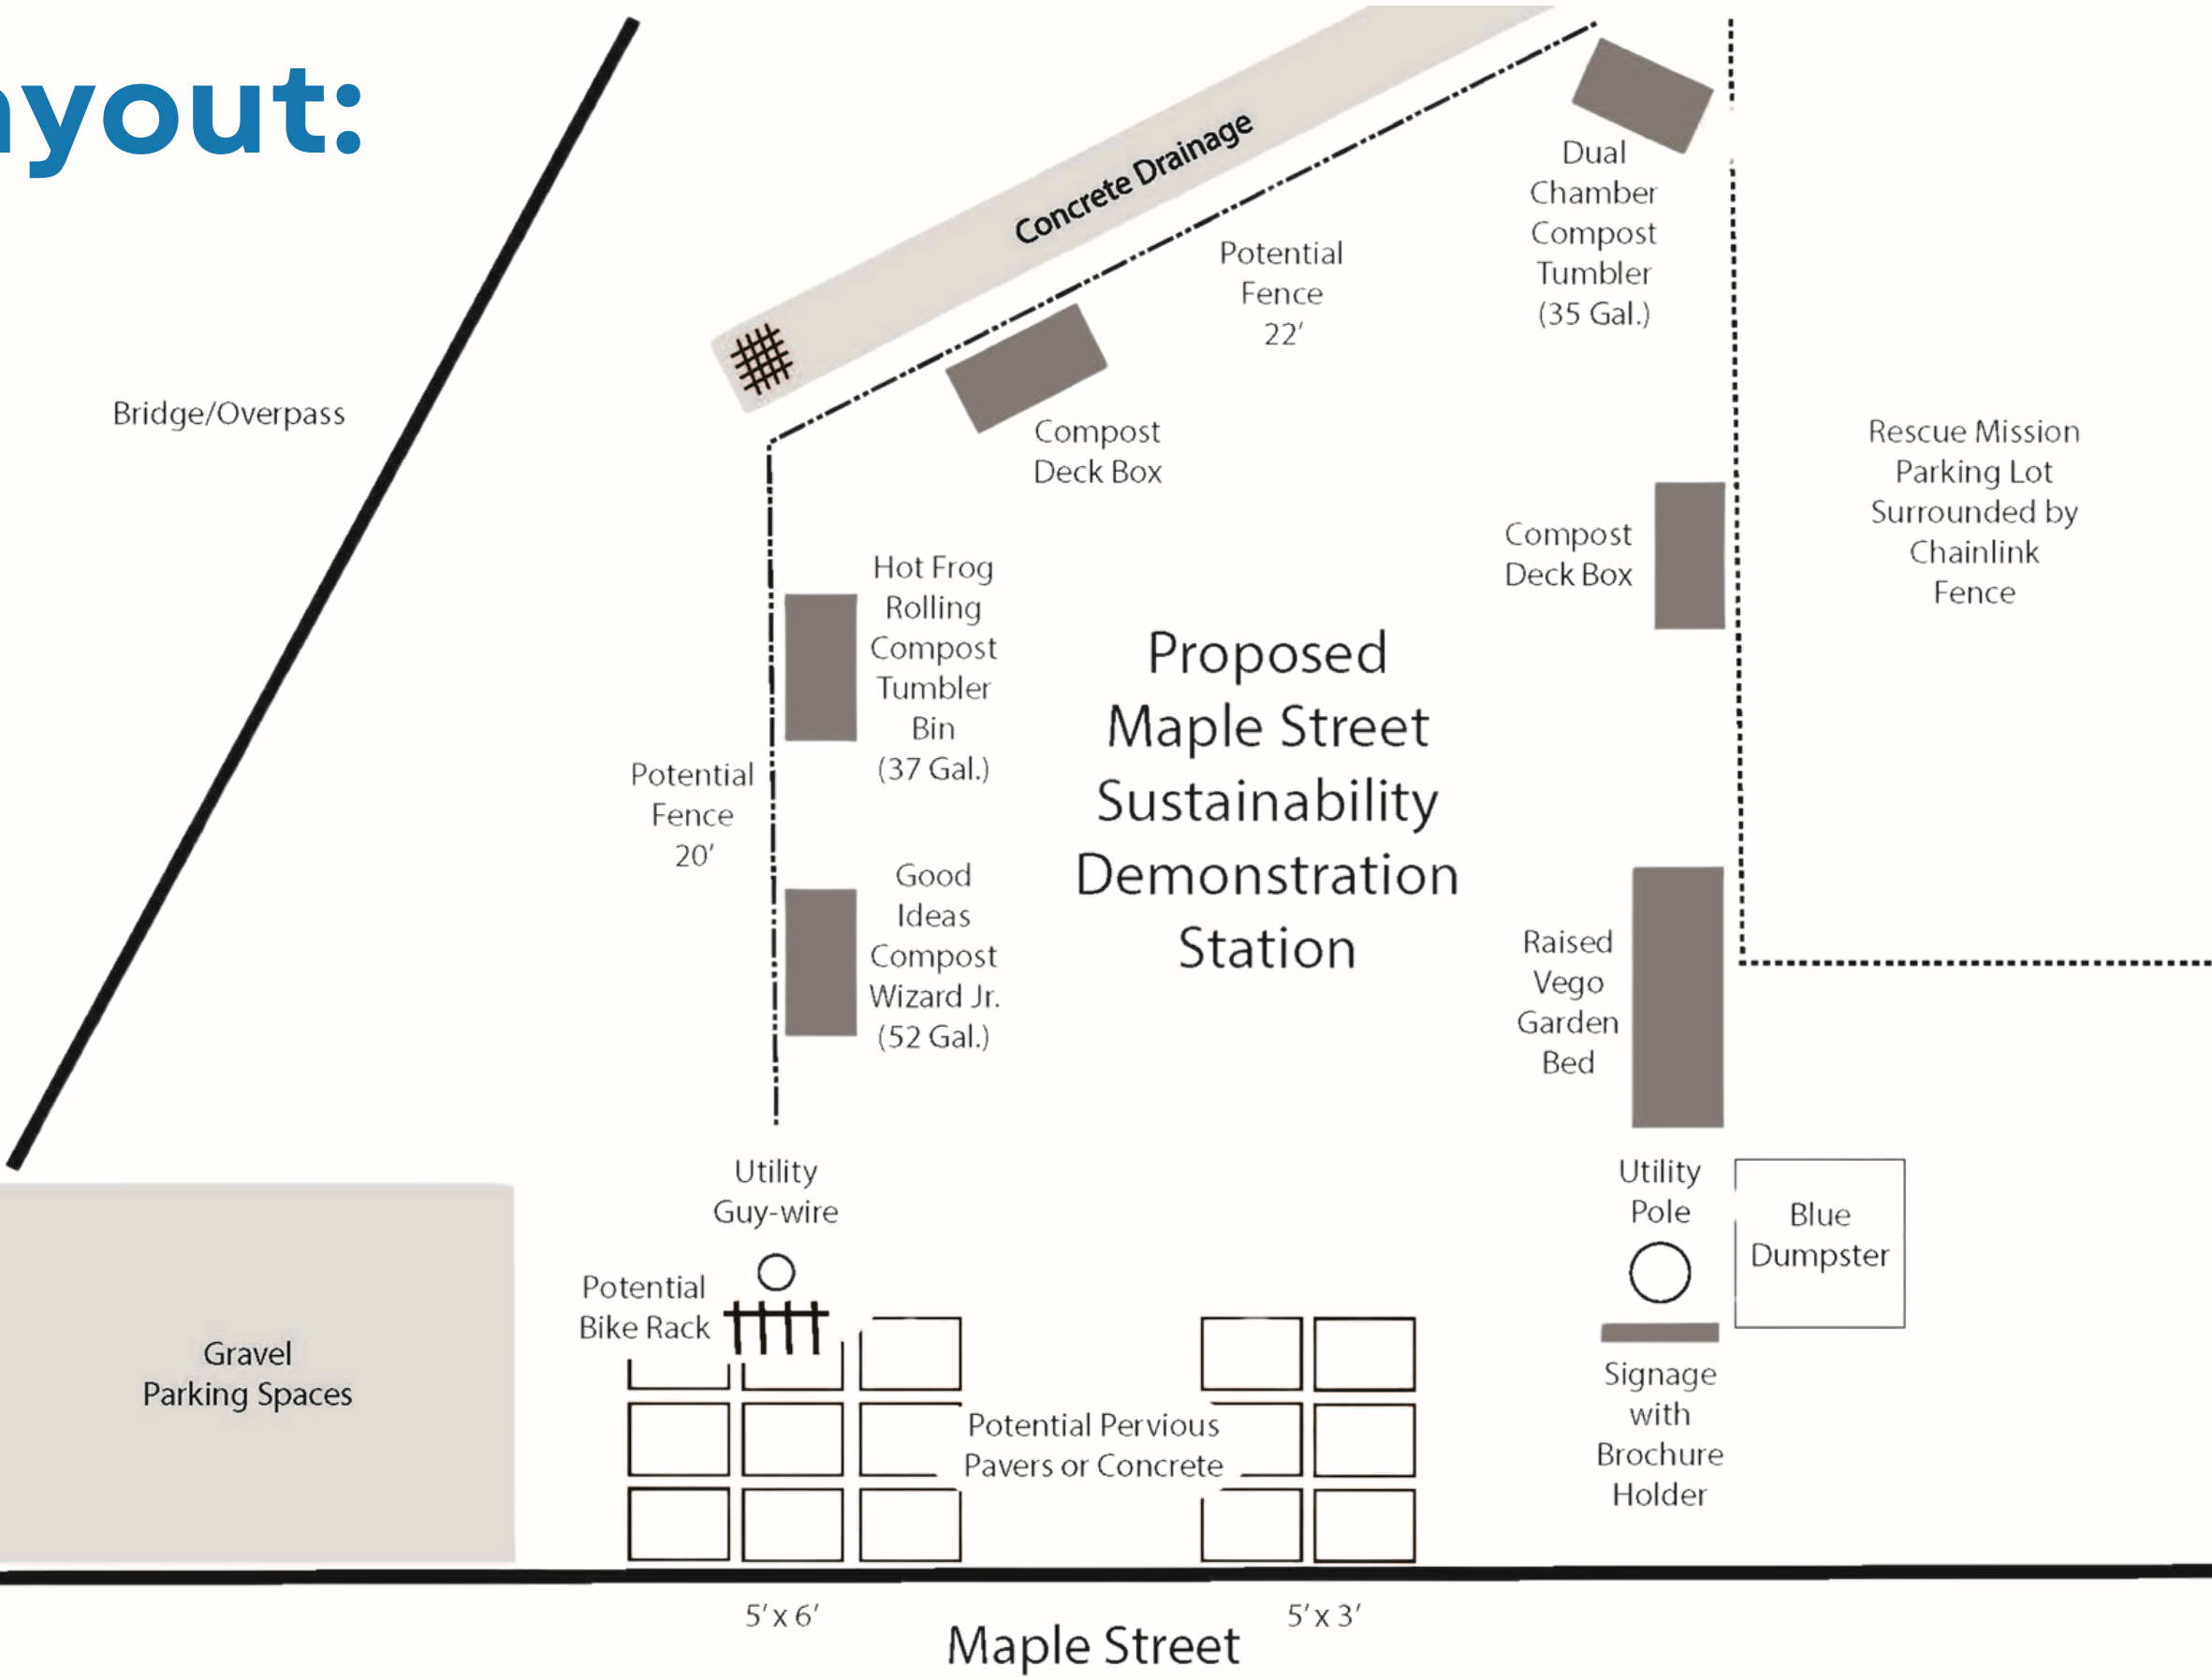 ayout:
Concrete Drainage
Dual
Chamber
Compost
Tumbler
(35 Gal.)
Potential
Fence
22'
Bridge/Overpass
Compost
Deck Box
Rescue Mission
Parking Lot
Surrounded by
Chainlink
Fence
Compost
Deck Box
Hot Frog
Rolling
Compost
Tumbler
Bin
(37 Gal.)
Proposed
Maple Street
Sustainability
Demonstration
Station
Potential
Fence
20'
Good
Ideas
Compost
Wizard Jr.
(52 Gal.)
Raised
Vego
Garden
Bed
Utility
Guy-wire
Utility
Pole
Blue
Dumpster
Potential
Bike Rack
Gravel
Parking Spaces
Signage
with
Brochure
Holder
Potential Pervious
Pavers or Concrete
5' x 6'
5' x 3'
Maple Street